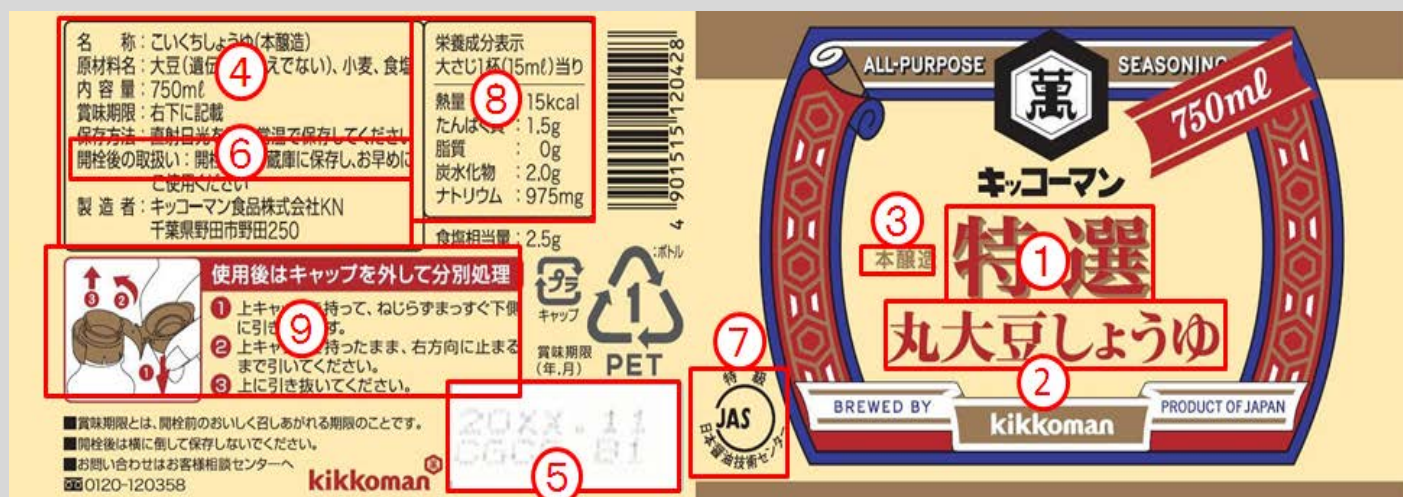 名称：こいくちしょうゆ(本醸造)
原材料名：大豆(遺伝 えでない)、小麦、食塩
④
内容量：750mℓ
賞味期限：右下に記載
保存方法：直射日光を 常温で保存してください
開栓後の取扱い：開栓 蔵庫に保存し、お早めに
⑥
ご使用ください
製造者：キッコーマン食品株式会社KN
千葉県野田市野田250
栄養成分表示
大さじ1杯(15mℓ)当り
熱量 15kcal
⑧
たんぱく質：1.5g
脂質：0g
炭水化物：2.0g
ナトリウム：975mg
食塩相当量：2.5g
4 901515 120428
使用後はキャップを外して分別処理
3
2
1
1 上キャッ 持って、ねじらずまっすぐ下側
に引き す。
⑨
2 上キャ 持ったまま、右方向に止まる
まで引いてください。
3 上に引き抜いてください。
プラ
キャップ
:ボトル
1
PET
賞味期限
(年,月)
20XX.11
⑤
■賞味期限とは、開栓前のおいしく召しあがれる期限のことです。
■開栓後は横に倒して保存しないでください。
■お問い合わせはお客様相談センターへ
0120-120358
kikkoman
ALL-PURPOSE SEASONING
萬
750mℓ
キッコーマン
③
本醸造
特選
①
丸大豆しょうゆ
②
⑦
特級
JAS
日本醤油技術センター
BREWED BY
kikkoman
PRODUCT OF JAPAN